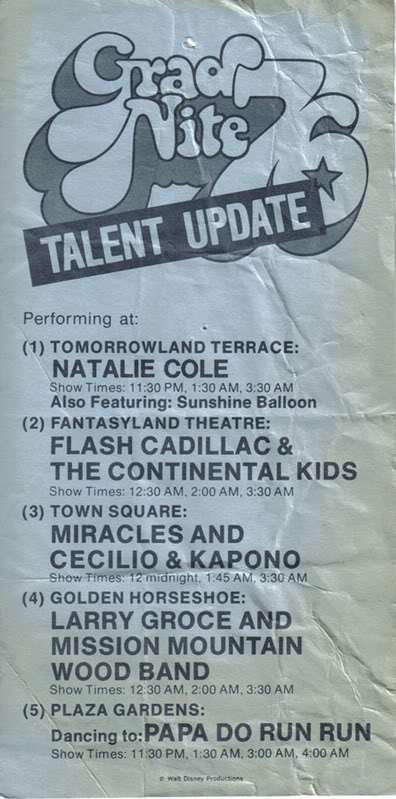 Grad
Nite
76
TALENT UPDATE
Performing at:
(1) TOMORROWLAND TERRACE:
NATALIE COLE
Show Times: 11:30 PM, 1:30 AM, 3:30 AM
Also Featuring: Sunshine Balloon
(2) FANTASYLAND THEATRE:
FLASH CADILLAC &
THE CONTINENTAL KIDS
Show Times: 12:30 AM, 2:00 AM, 3:30 AM
(3) TOWN SQUARE:
MIRACLES AND
CECILIO & KAPONO
Show Times: 12 midnight, 1:45 AM, 3:30 AM
(4) GOLDEN HORSESHOE:
LARRY GROCE AND
MISSION MOUNTAIN
WOOD BAND
Show Times: 12:30 AM, 2:00 AM, 3:30 AM
(5) PLAZA GARDENS:
Dancing to: PAPA DO RUN RUN
Show Times: 11:30 PM, 1:30 AM, 3:00 AM, 4:00 AM
© Walt Disney Productions